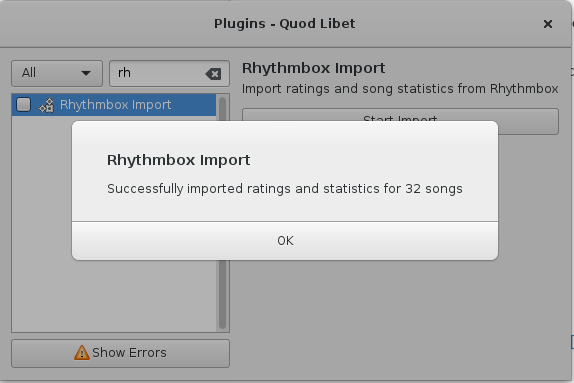 Plugins - Quod Libet
All
rh
Rhythmbox Import
Import ratings and song statistics from Rhythmbox
Rhythmbox Import
Start Import
Rhythmbox Import
Successfully imported ratings and statistics for 32 songs
OK
Show Errors